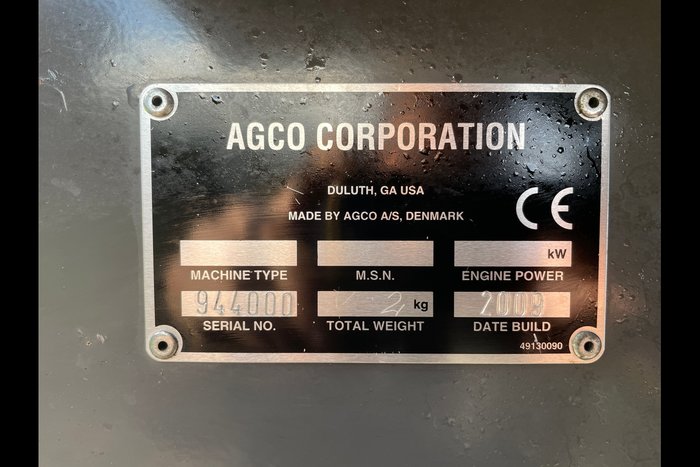 AGCO CORPORATION
DULUTH, GA USA
MADE BY AGCO A/S, DENMARK
CE
kW
MACHINE TYPE M.S.N. ENGINE POWER
944000 kg 2009
SERIAL NO. TOTAL WEIGHT DATE BUILD
49130090